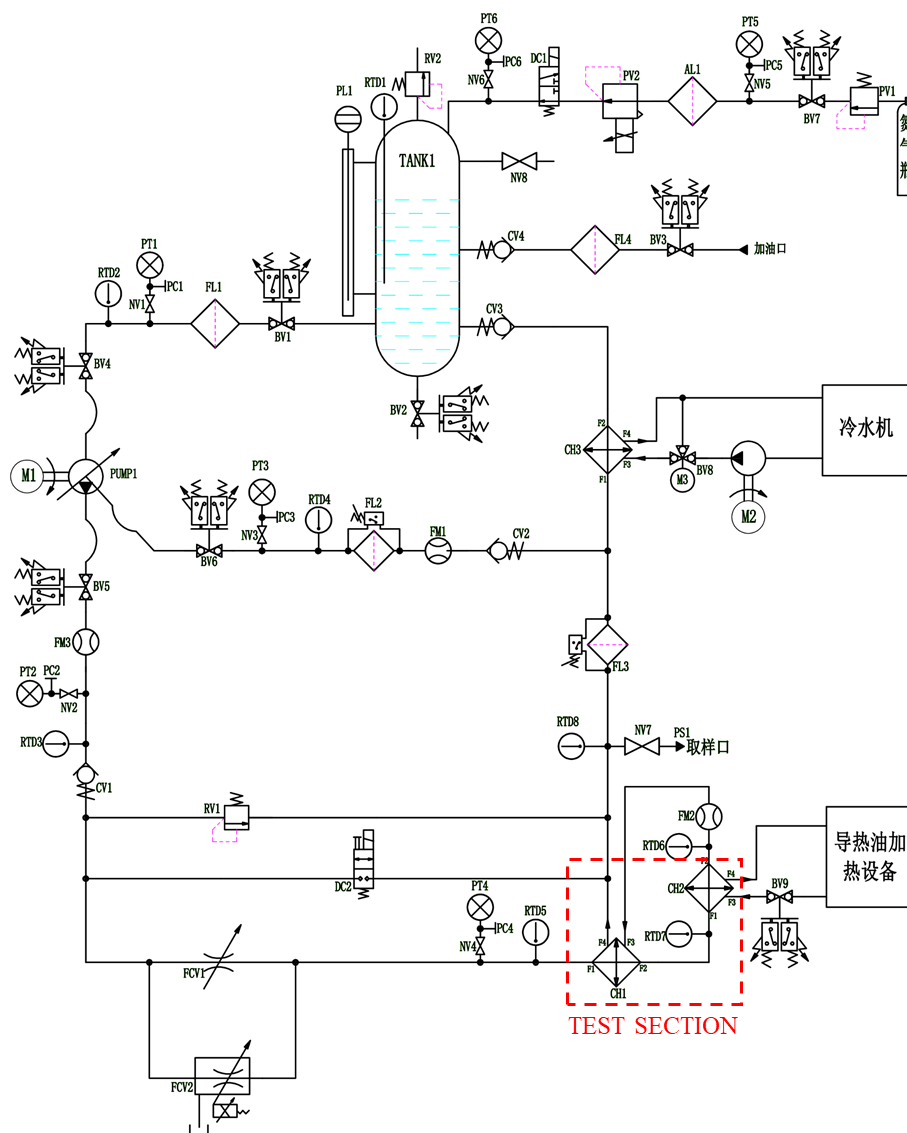 PT6
PT5
RV2
DC1
PC6
PC5
PL1
RTD1
NV6
PV2
AL1
NV5
PV1
BV7
氮
气
瓶
TANK1
NV8
CV4
FL4
BV3
加油口
PT1
RTD2
PC1
NV1
FL1
BV1
CV3
BV4
BV2
F2
F4
CH3
F3
F1
冷水机
BV8
M3
M2
M1
PUMP1
PT3
PC3
RTD4
NV3
FL2
BV6
FM1
CV2
BV5
FM3
FL3
PT2
PC2
NV2
RTD3
RTD8
NV7
PS1
取样口
CV1
RV1
FM2
导热油加
热设备
RTD6
F2
F4
DC2
CH2
F3
BV9
F1
PT4
PC4
RTD5
NV4
RTD7
F4
F3
F1
F2
CH1
FCV1
TEST SECTION
FCV2